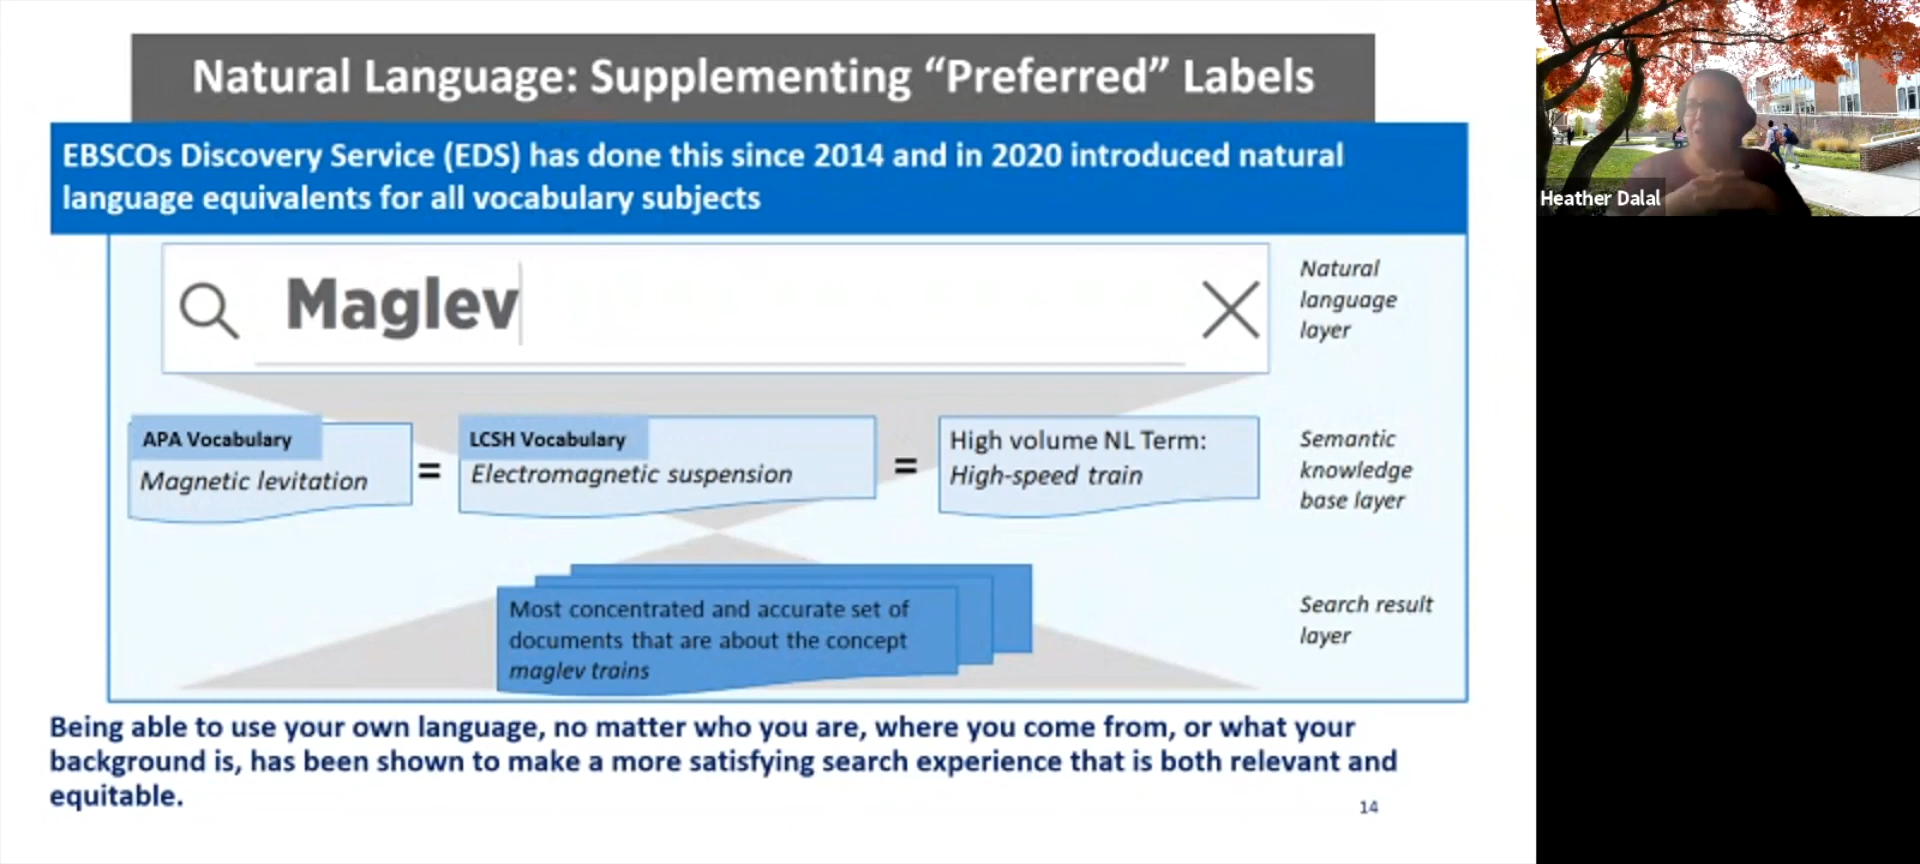 Natural Language: Supplementing “Preferred” Labels
EBSCOs Discovery Service (EDS) has done this since 2014 and in 2020 introduced natural
language equivalents for all vocabulary subjects
Maglev
Natural
language
layer
APA Vocabulary
Magnetic levitation
=
LCSH Vocabulary
Electromagnetic suspension
=
High volume NL Term:
High-speed train
Semantic
knowledge
base layer
Most concentrated and accurate set of
documents that are about the concept
maglev trains
Search result
layer
Being able to use your own language, no matter who you are, where you come from, or what your
background is, has been shown to make a more satisfying search experience that is both relevant and
equitable.
14
Heather Dalal